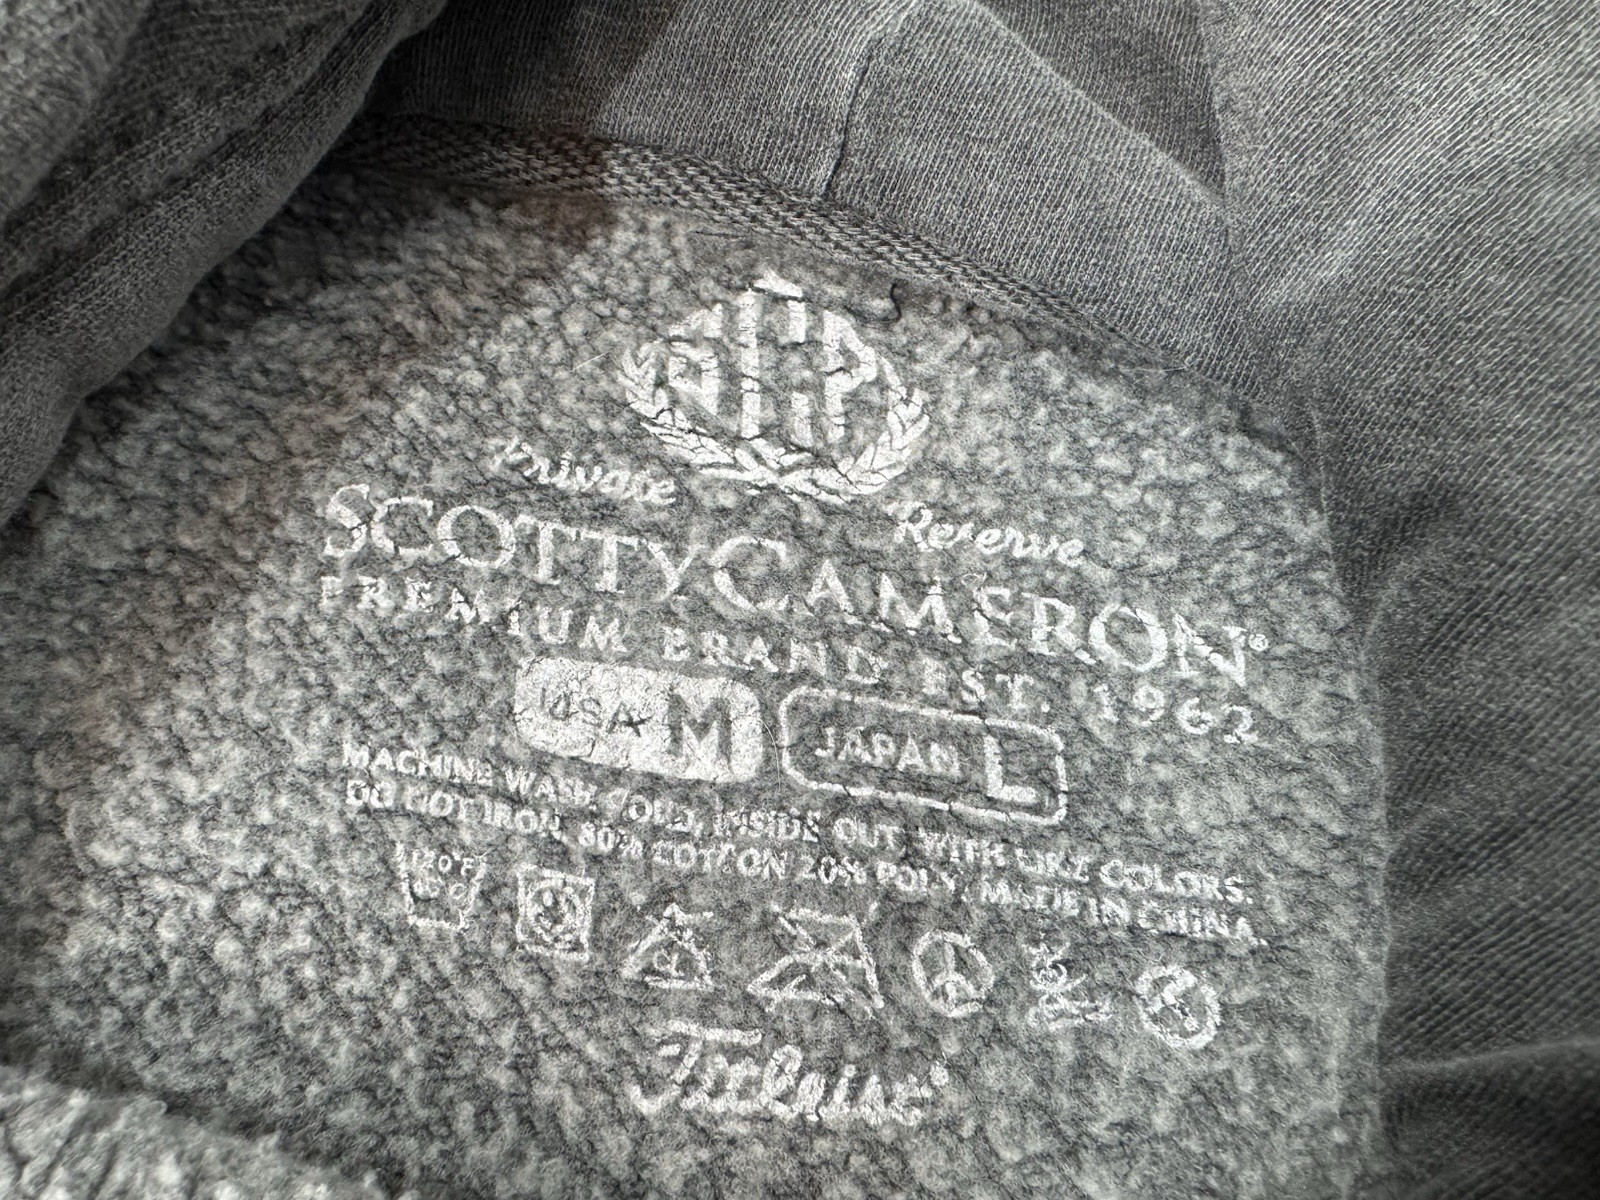 Private Reserve
SCOTTY CAMERON®
PREMIUM BRAND EST. 1962
USA M JAPAN L
MACHINE WASH COLD, INSIDE OUT WITH LIKE COLORS.
DO NOT IRON. 80% COTTON 20% POLY, MADE IN CHINA.
120°F
Titleist